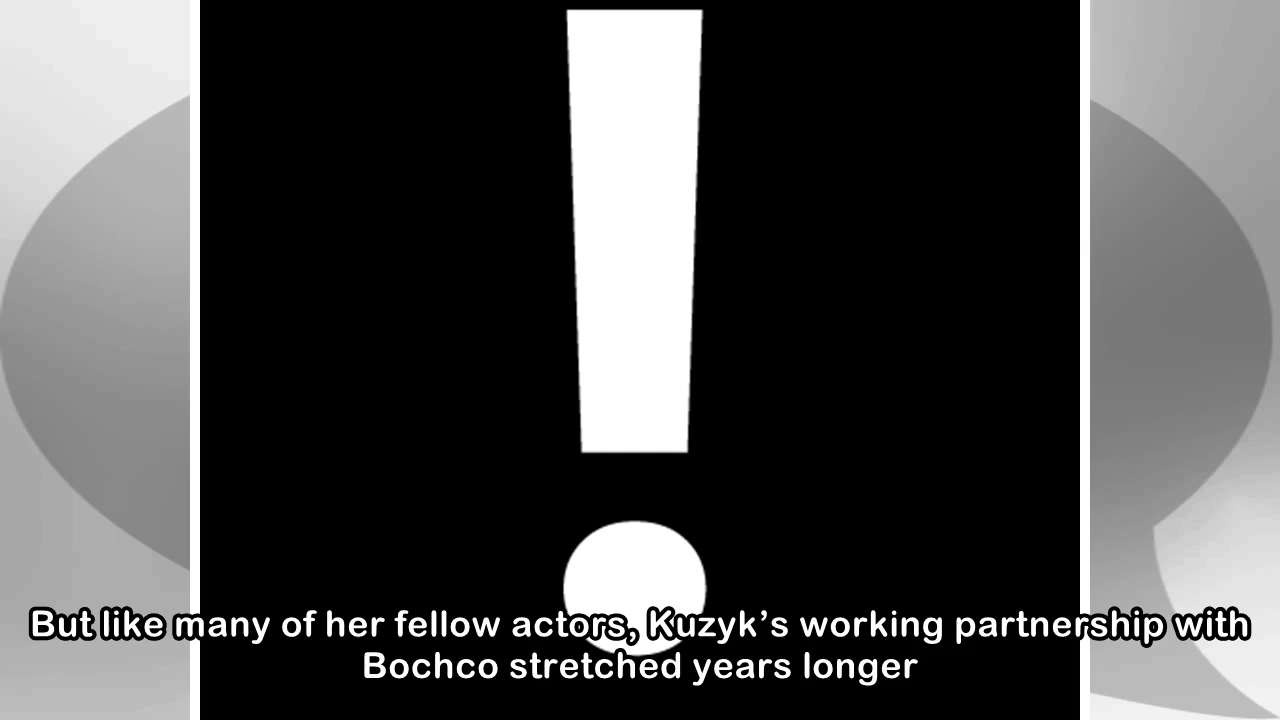 !
But like many of her fellow actors, Kuzyk’s working partnership with
Bochco stretched years longer